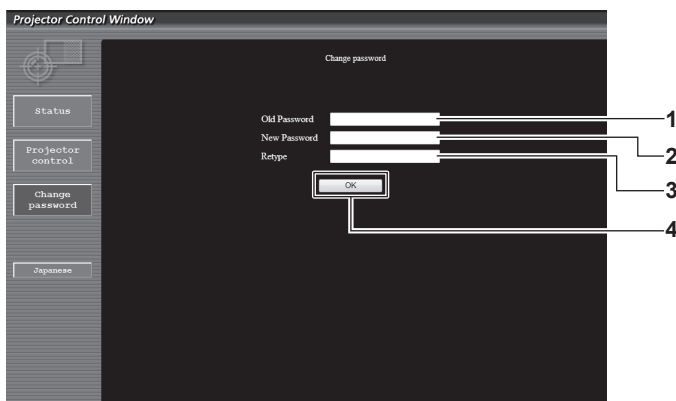 Projector Control Window
Change password
Status
Projector
control
Change
password
Japanese
Old Password
New Password
Retype
OK
1
2
3
4